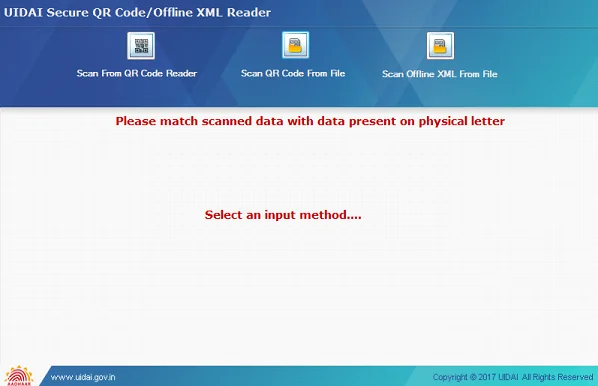 UIDAI Secure QR Code/Offline XML Reader
Scan From QR Code Reader
Scan QR Code From File
Scan Offline XML From File
Please match scanned data with data present on physical letter
Select an input method....
AADHAAR
www.uidai.gov.in
Copyright © 2017 UIDAI All Rights Reserved